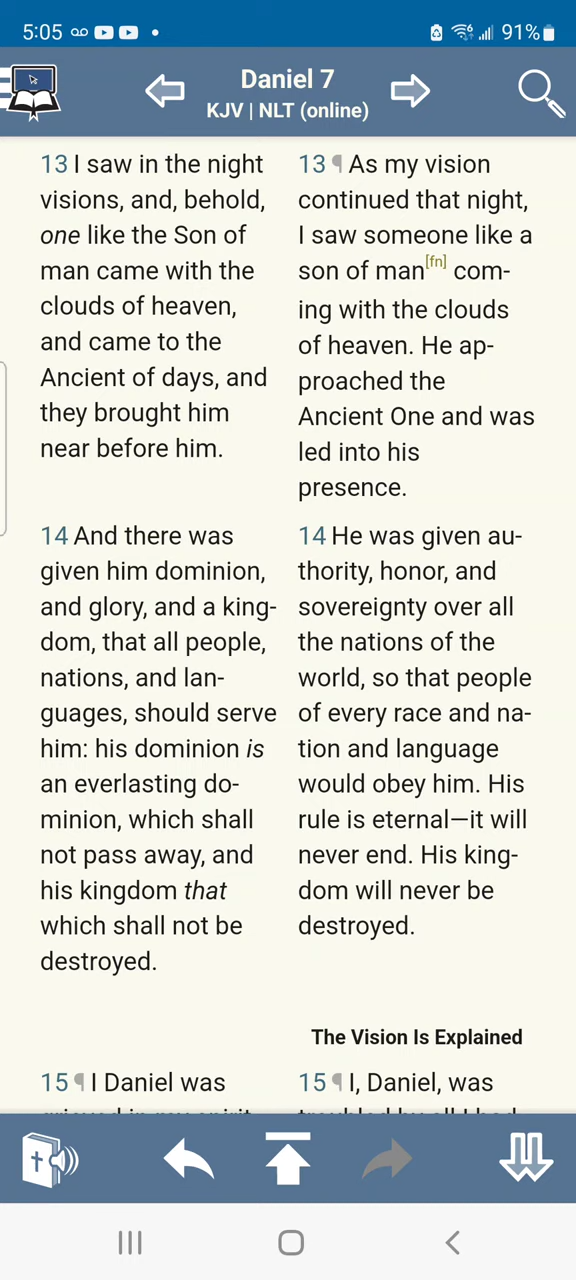 5:05
91%
Daniel 7
KJV | NLT (online)
13 I saw in the night
visions, and, behold,
one like the Son of
man came with the
clouds of heaven,
and came to the
Ancient of days, and
they brought him
near before him.
13 ¶ As my vision
continued that night,
I saw someone like a
son of man[fn] com-
ing with the clouds
of heaven. He ap-
proached the
Ancient One and was
led into his
presence.
14 And there was
given him dominion,
and glory, and a king-
dom, that all people,
nations, and lan-
guages, should serve
him: his dominion is
an everlasting do-
minion, which shall
not pass away, and
his kingdom that
which shall not be
destroyed.
14 He was given au-
thority, honor, and
sovereignty over all
the nations of the
world, so that people
of every race and na-
tion and language
would obey him. His
rule is eternal—it will
never end. His king-
dom will never be
destroyed.
The Vision Is Explained
15 ¶ I Daniel was
15 ¶ I, Daniel, was